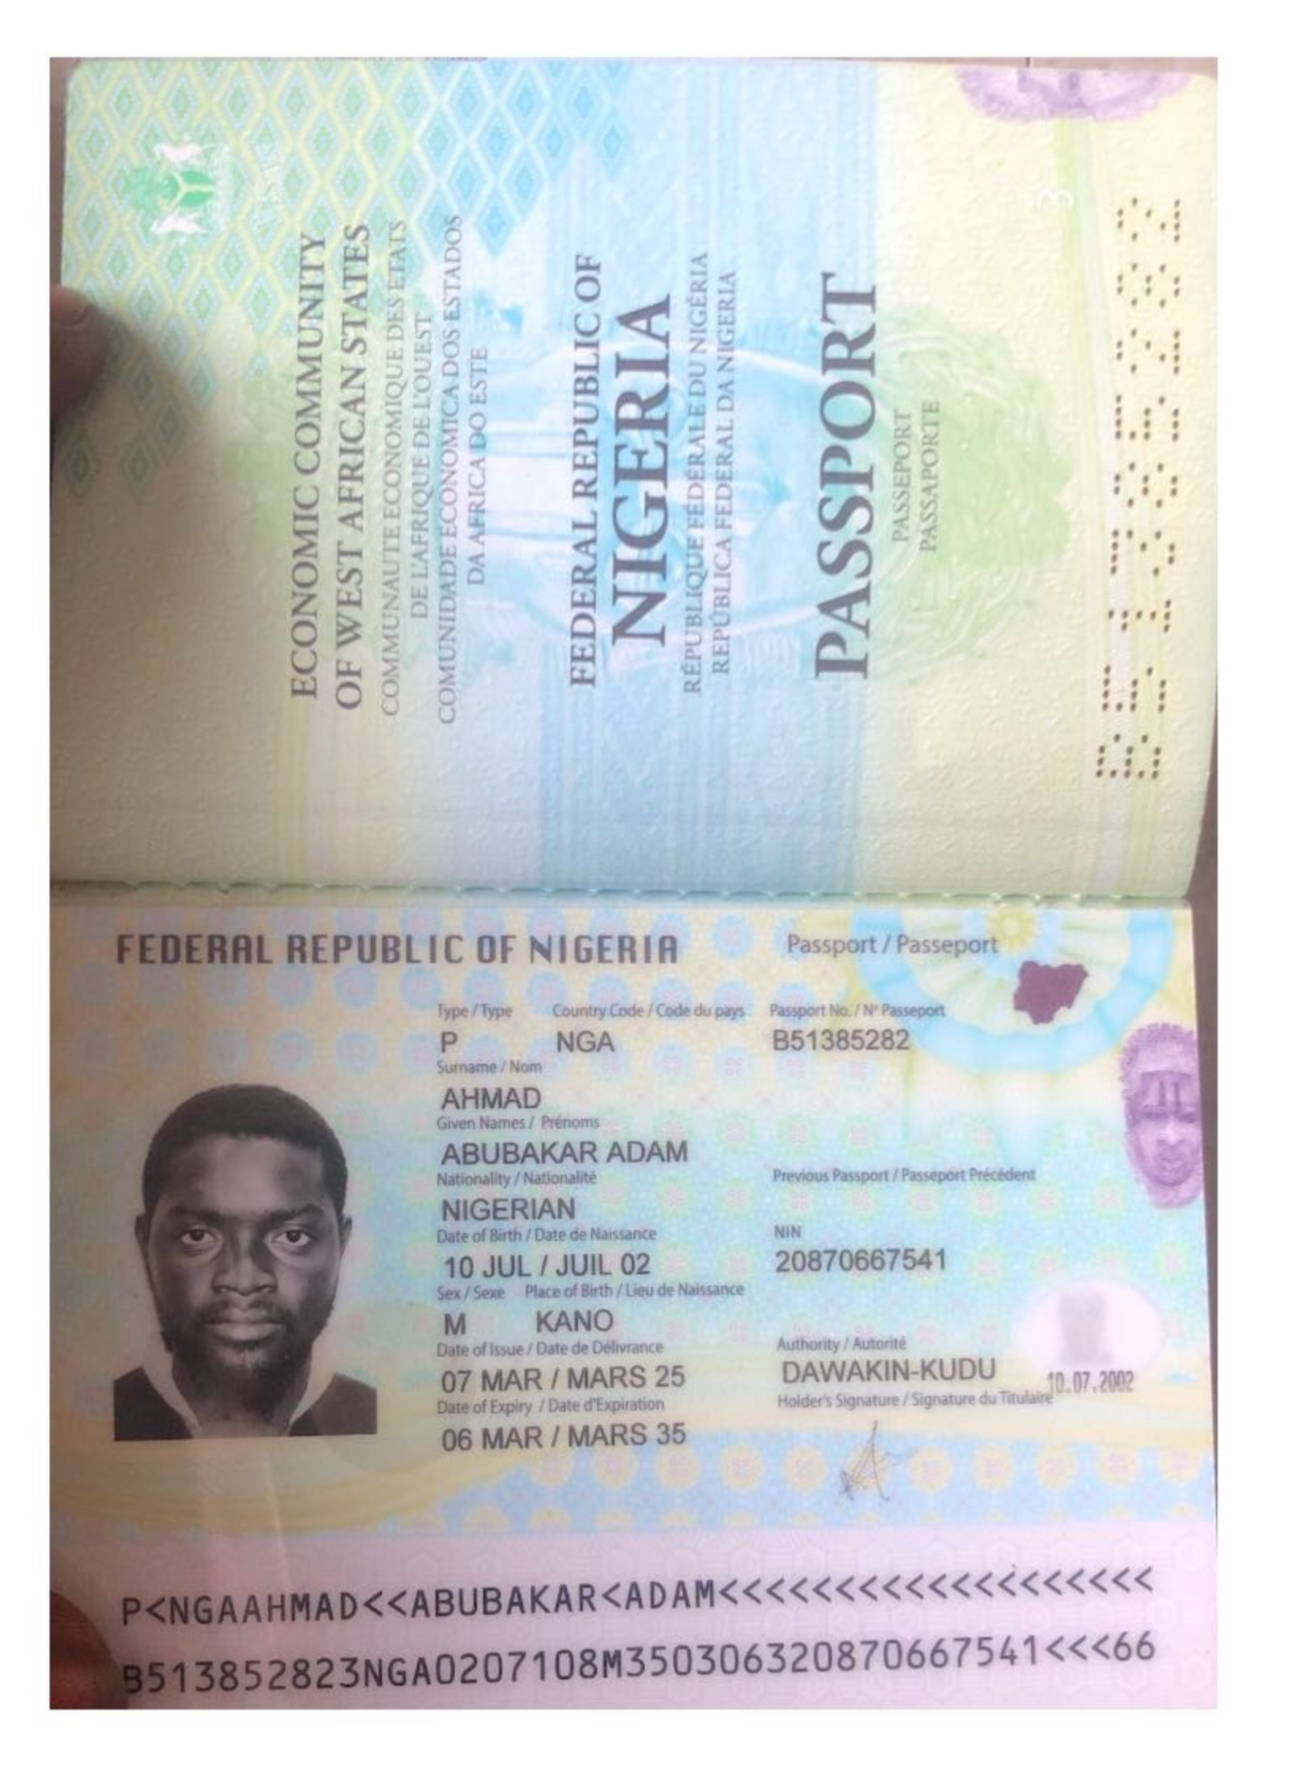 ECONOMIC COMMUNITY
OF WEST AFRICAN STATES
COMMUNAUTE ECONOMIQUE DES ETATS
DE L'AFRIQUE DE L'OUEST
COMUNIDADE ECONOMICA DOS ESTADOS
DA AFRICA DO ESTE
FEDERAL REPUBLIC OF
NIGERIA
RÉPUBLIQUE FÉDÉRALE DU NIGÉRIA
REPÚBLICA FEDERAL DA NIGERIA
PASSPORT
PASSEPORT
PASSAPORTE
3
B51385282
FEDERAL REPUBLIC OF NIGERIA
Passport / Passeport
Type / Type Country Code / Code du pays Passport No. / Nº Passeport
P NGA B51385282
Surname / Nom
AHMAD
Given Names / Prénoms
ABUBAKAR ADAM
Nationality / Nationalité Previous Passport / Passeport Précédent
NIGERIAN
Date of Birth / Date de Naissance NIN
10 JUL / JUIL 02 20870667541
Sex / Sexe Place of Birth / Lieu de Naissance
M KANO
Date of Issue / Date de Délivrance Authority / Autorité
07 MAR / MARS 25 DAWAKIN-KUDU
10.07.2002
Date of Expiry / Date d'Expiration Holder's Signature / Signature du Titulaire
06 MAR / MARS 35
P<NGAAHMAD<<ABUBAKAR<ADAM<<<<<<<<<<<<<<<<<<<
B513852823NGA0207108M350306320870667541<<<66